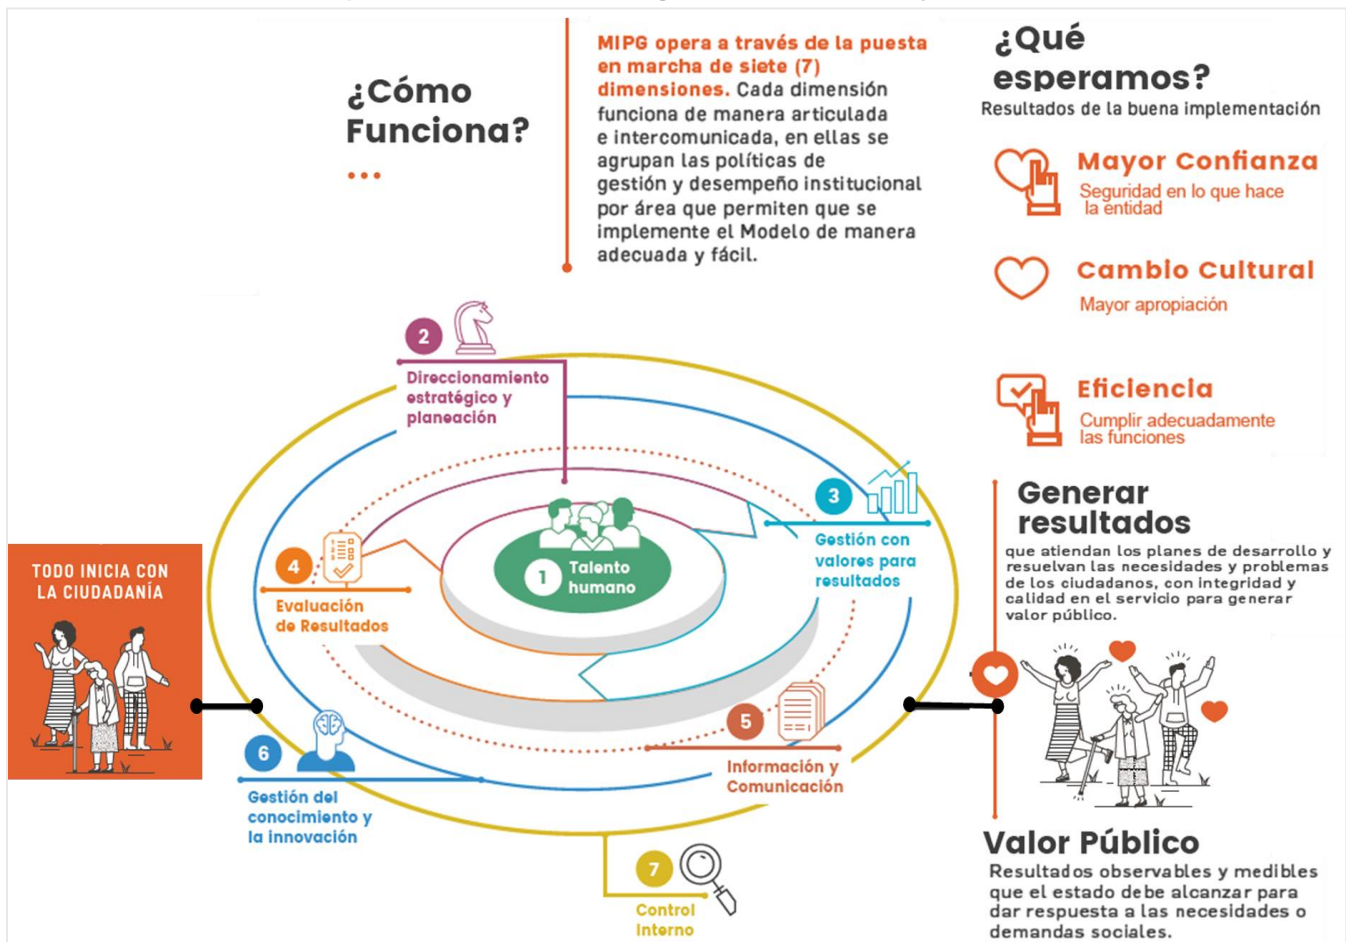 ¿Cómo
Funciona?
...
MIPG opera a través de la puesta
en marcha de siete (7)
dimensiones. Cada dimensión
funciona de manera articulada
e intercomunicada, en ellas se
agrupan las políticas de
gestión y desempeño institucional
por área que permiten que se
implemente el Modelo de manera
adecuada y fácil.
¿Qué
esperamos?
Resultados de la buena implementación
Mayor Confianza
Seguridad en lo que hace
la entidad
Cambio Cultural
Mayor apropiación
Eficiencia
Cumplir adecuadamente
las funciones
Generar
resultados
que atiendan los planes de desarrollo y
resuelvan las necesidades y problemas
de los ciudadanos, con integridad y
calidad en el servicio para generar
valor público.
Valor Público
Resultados observables y medibles
que el estado debe alcanzar para
dar respuesta a las necesidades o
demandas sociales.
TODO INICIA CON
LA CIUDADANÍA
1
Talento
humano
2
Direccionamiento
estratégico y
planeación
3
Gestión con
valores para
resultados
4
Evaluación
de Resultados
5
Información y
Comunicación
6
Gestión del
conocimiento y
la innovación
7
Control
Interno